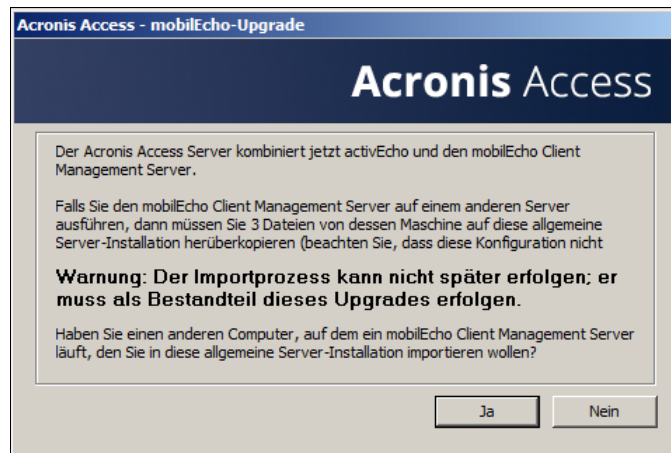 Acronis Access - mobilEcho-Upgrade
Acronis Access
Der Acronis Access Server kombiniert jetzt activEcho und den mobilEcho Client
Management Server.
Falls Sie den mobilEcho Client Management Server auf einem anderen Server
ausführen, dann müssen Sie 3 Dateien von dessen Maschine auf diese allgemeine
Server-Installation herüberkopieren (beachten Sie, dass diese Konfiguration nicht
Warnung: Der Importprozess kann nicht später erfolgen; er
muss als Bestandteil dieses Upgrades erfolgen.
Haben Sie einen anderen Computer, auf dem ein mobilEcho Client Management Server
läuft, den Sie in diese allgemeine Server-Installation importieren wollen?
Ja
Nein